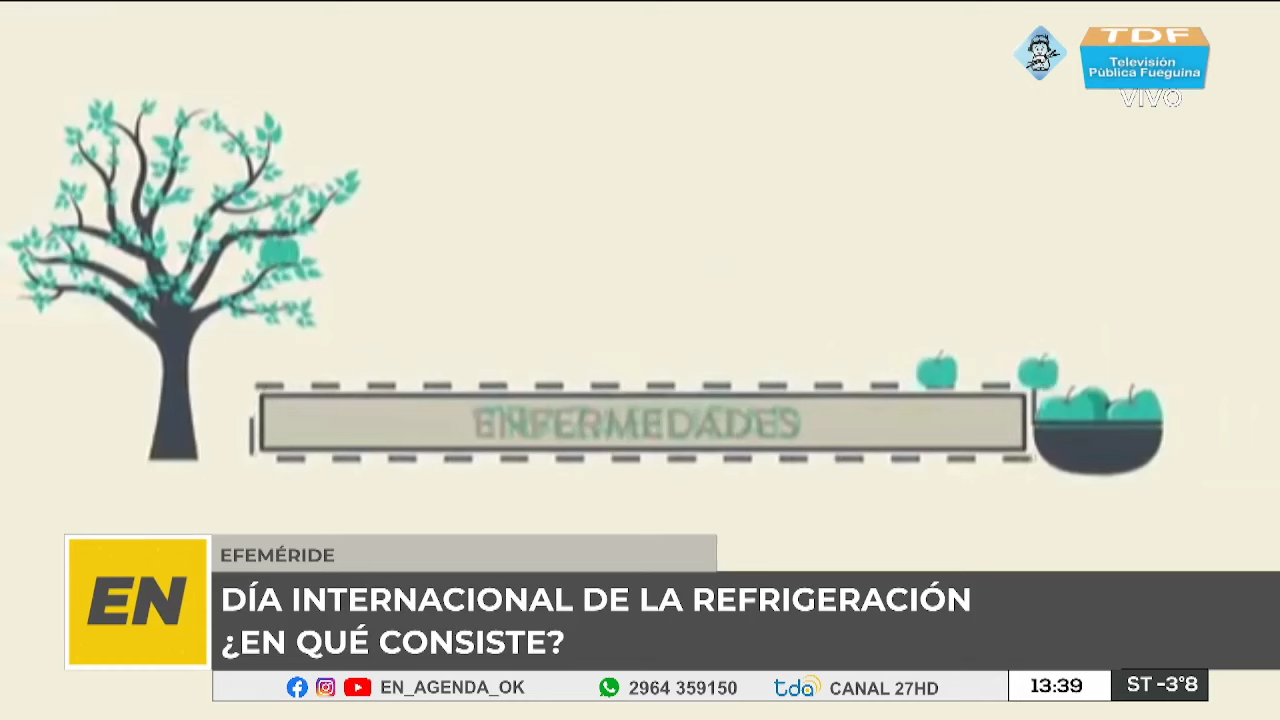 TDF
Televisión
Pública Fueguina
VIVO
ENFERMEDADES
EN
EFEMÉRIDE
DÍA INTERNACIONAL DE LA REFRIGERACIÓN
¿EN QUÉ CONSISTE?
EN_AGENDA_OK
2964 359150
tda
CANAL 27HD
13:39
ST -3°8